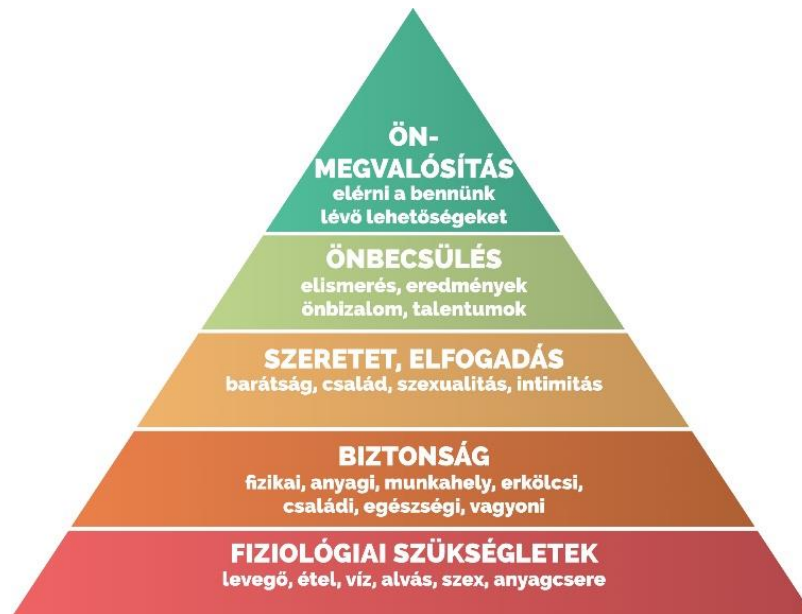 ÖN-
MEGVALÓSÍTÁS
elérni a bennünk
lévő lehetőségeket
ÖNBECSÜLÉS
elismerés, eredmények
önbizalom, talentumok
SZERETET, ELFOGADÁS
barátság, család, szexualitás, intimitás
BIZTONSÁG
fizikai, anyagi, munkahely, erkölcsi,
családi, egészségi, vagyoni
FIZIOLÓGIAI SZÜKSÉGLETEK
levegő, étel, víz, alvás, szex, anyagcsere